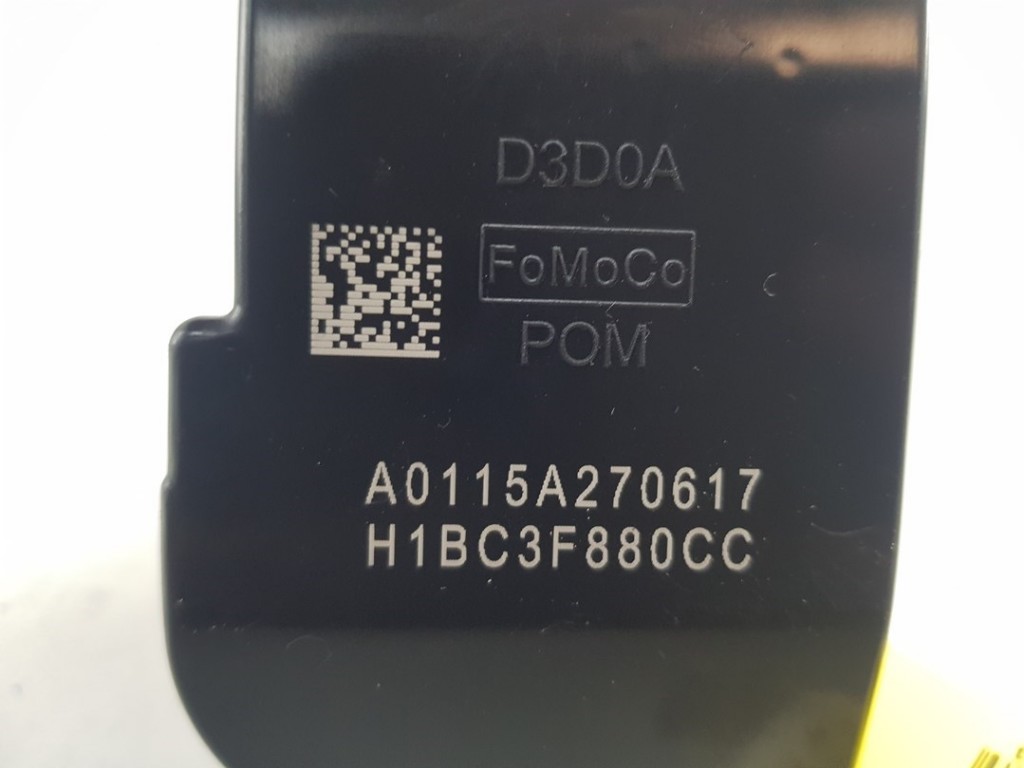 D3D0A
FoMoCo
POM
A0115A270617
H1BC3F880CC